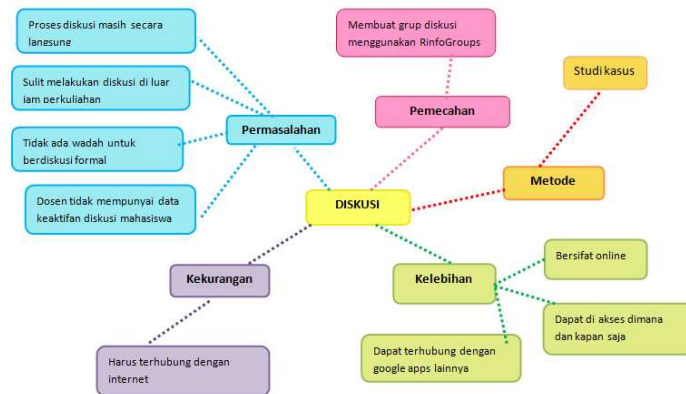 Proses diskusi masih secara
langsung
Sulit melakukan diskusi di luar
jam perkuliahan
Tidak ada wadah untuk
berdiskusi formal
Dosen tidak mempunyai data
keaktifan diskusi mahasiswa
Permasalahan
Membuat grup diskusi
menggunakan RinfoGroups
Pemecahan
Studi kasus
Metode
DISKUSI
Kekurangan
Harus terhubung dengan
internet
Kelebihan
Bersifat online
Dapat di akses dimana
dan kapan saja
Dapat terhubung dengan
google apps lainnya